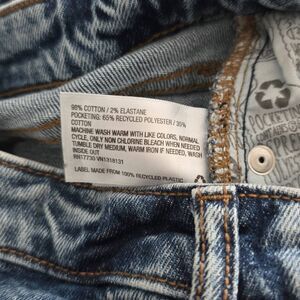 98% COTTON / 2% ELASTANE
POCKETING: 65% RECYCLED POLYESTER / 35%
COTTON
MACHINE WASH WARM WITH LIKE COLORS, NORMAL
CYCLE, ONLY NON CHLORINE BLEACH WHEN NEEDED
TUMBLE DRY MEDIUM, WARM IRON IF NEEDED, WASH
INSIDE OUT
RN17730 VN1318131
LABEL MADE FROM 100% RECYCLED PLASTIC